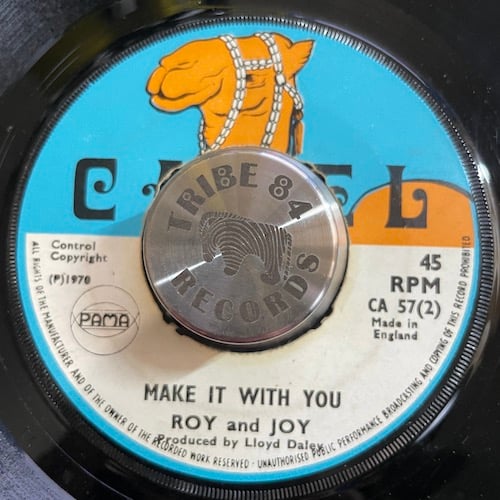 C
EL
TRIBE 84
RECORDS
Control
Copyright
(P)1970
PAMA
45
RPM
CA 57(2)
Made in
England
MAKE IT WITH YOU
ROY and JOY
Produced by Lloyd Daley
ALL RIGHTS OF THE MANUFACTURER AND OF THE OWNER OF THE RECORDED WORK RESERVED · UNAUTHORISED PUBLIC PERFORMANCE BROADCASTING AND COPYING OF THIS RECORD PROHIBITED